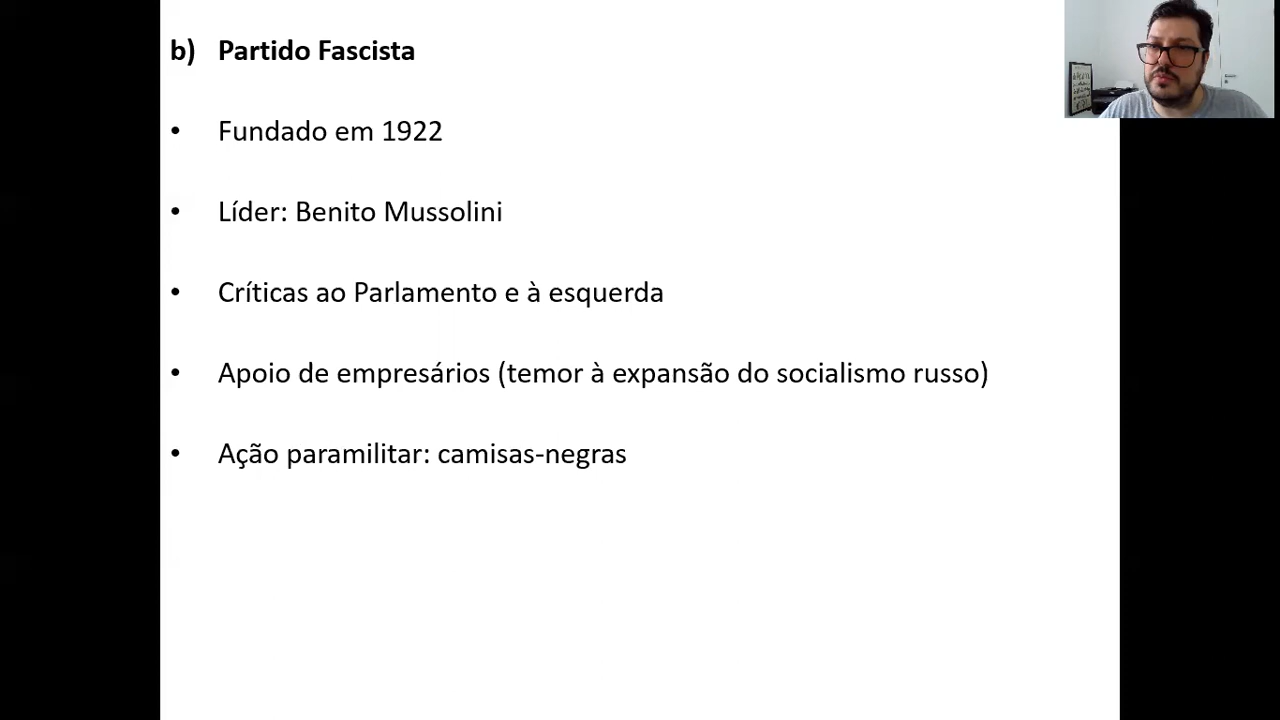 b) Partido Fascista
• Fundado em 1922
• Líder: Benito Mussolini
• Críticas ao Parlamento e à esquerda
• Apoio de empresários (temor à expansão do socialismo russo)
• Ação paramilitar: camisas-negras